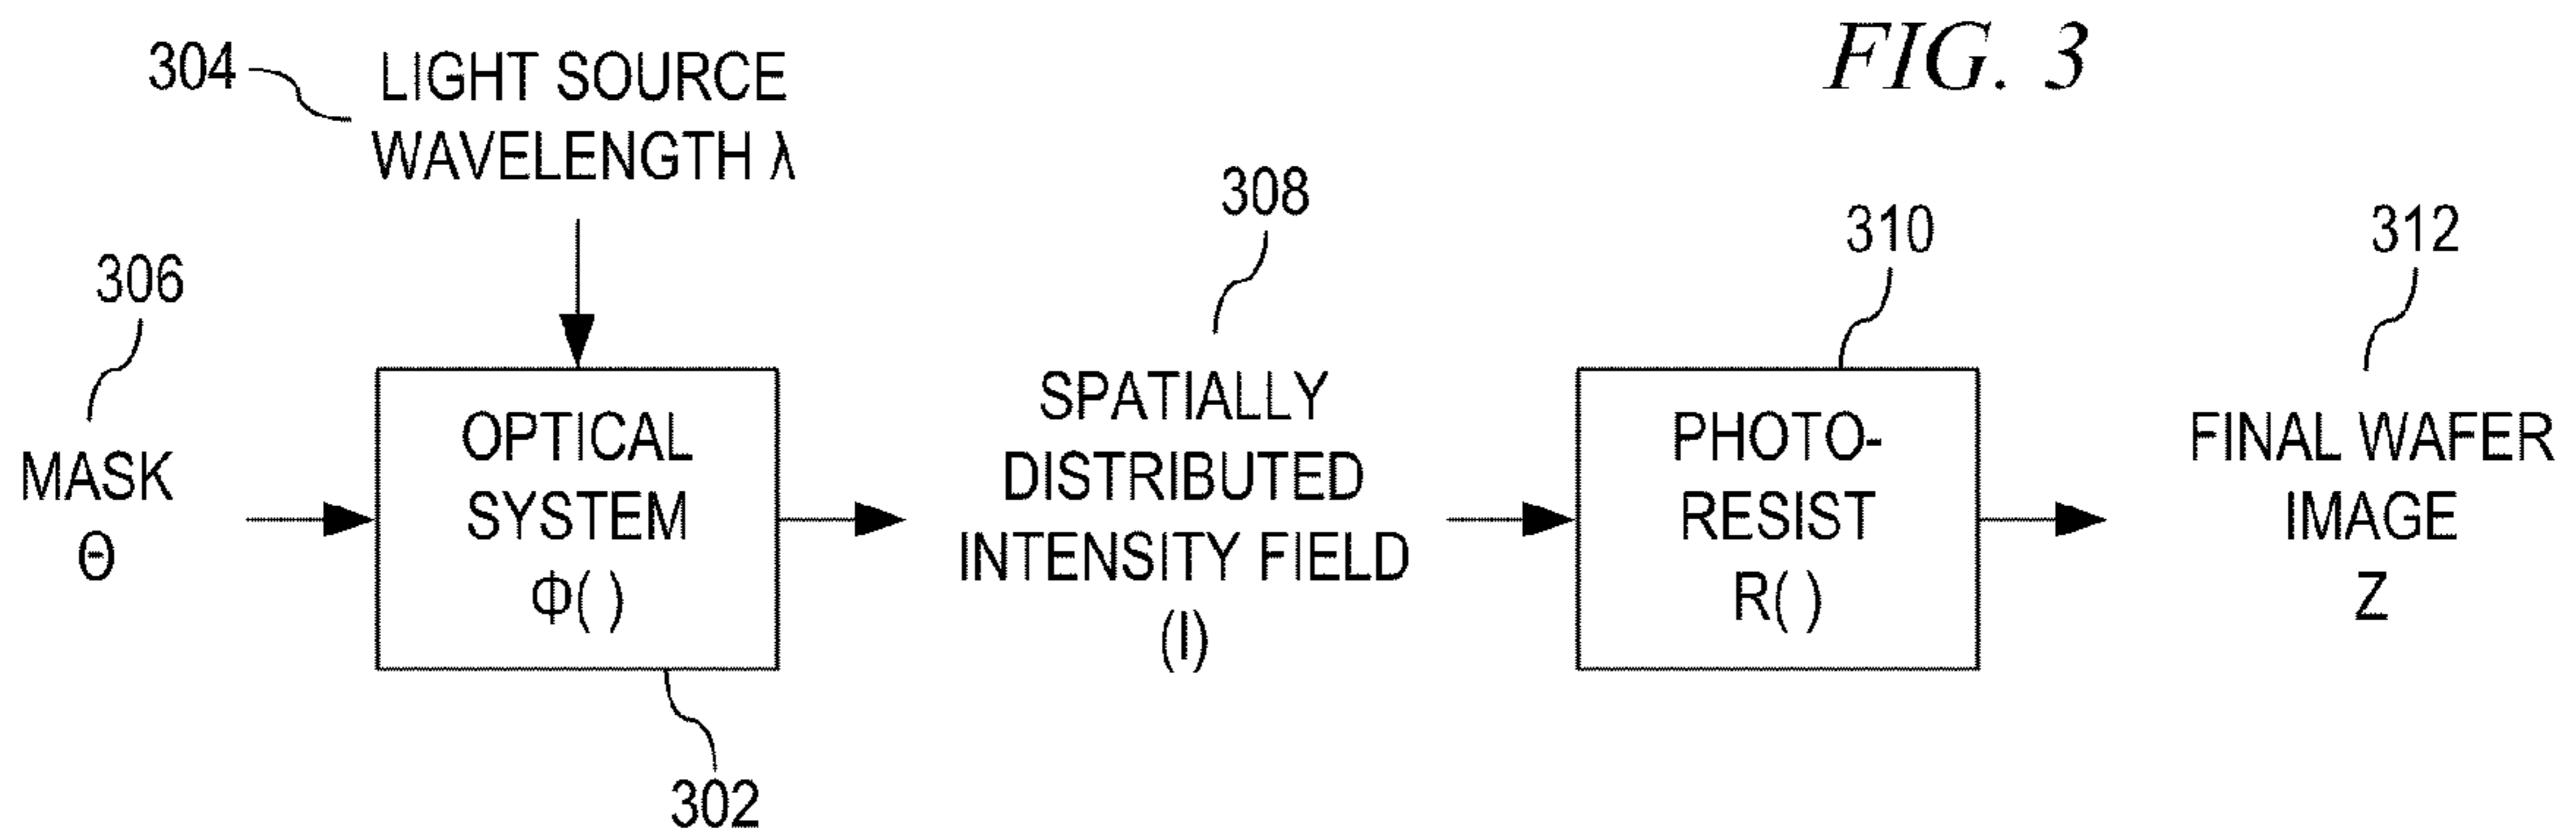 FIG. 3
304
LIGHT SOURCE
WAVELENGTH λ
306
MASK
Θ
OPTICAL
SYSTEM
Φ( )
302
308
SPATIALLY
DISTRIBUTED
INTENSITY FIELD
(I)
310
PHOTO-
RESIST
R( )
312
FINAL WAFER
IMAGE
Z